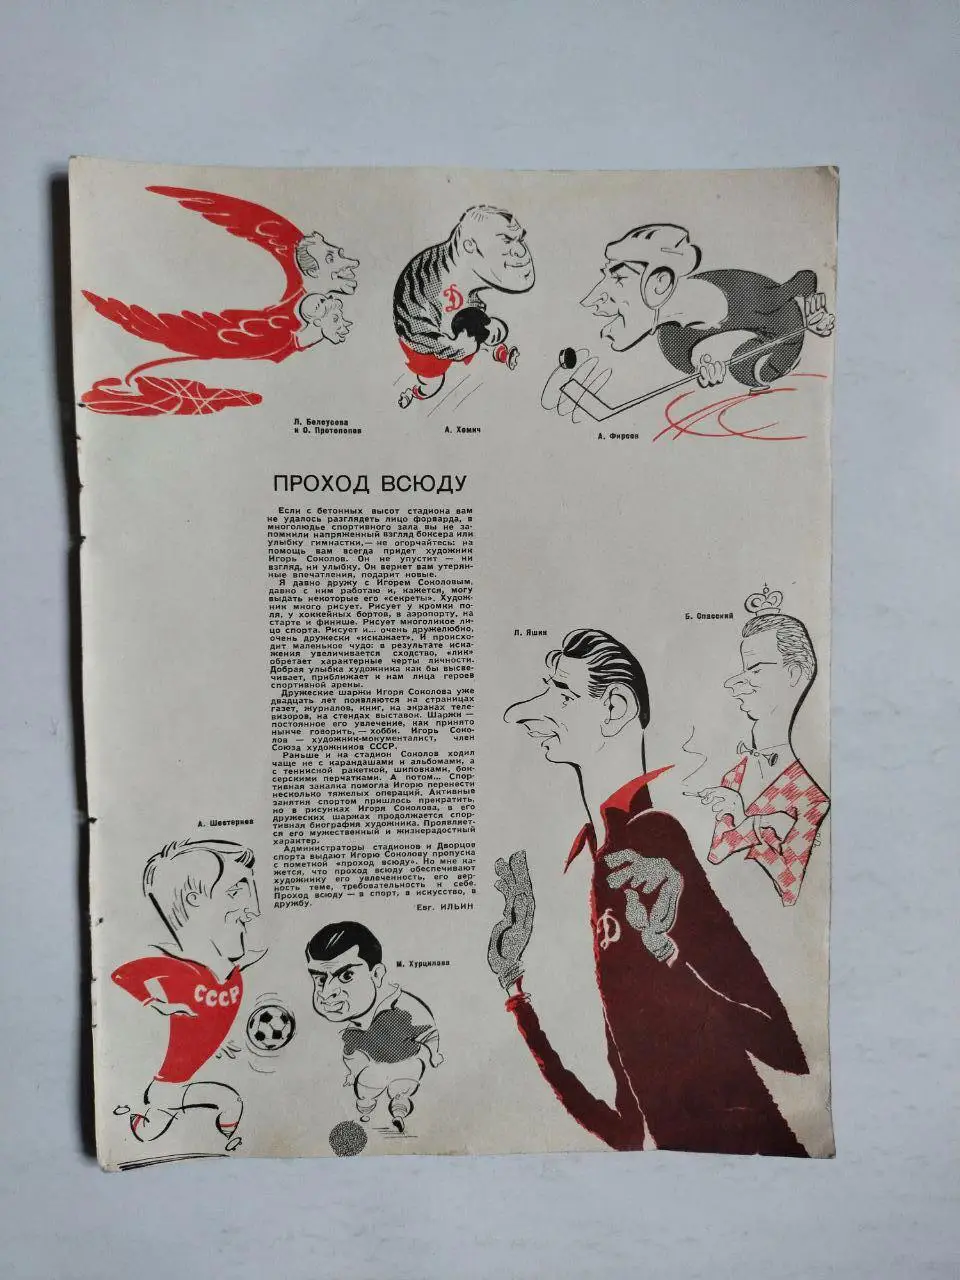 Л. Белоусова
и О. Протопопов
А. Хомич
А. Фирсов
Д
ПРОХОД ВСЮДУ
Если с бетонных высот стадиона вам
не удалось разглядеть лицо форварда, в
многолюдье спортивного зала вы не за-
помнили напряженный взгляд боксера или
улыбку гимнастки,— не огорчайтесь: на
помощь вам всегда придет художник
Игорь Соколов. Он не упустит — ни
взгляд, ни улыбку. Он вернет вам утерян-
ные впечатления, подарит новые.
Я давно дружу с Игорем Соколовым,
давно с ним работаю и, кажется, могу
выдать некоторые его «секреты». Худож-
ник много рисует. Рисует у кромки по-
ля, у хоккейных бортов, в аэропорту, на
старте и финише. Рисует многоликое ли-
цо спорта. Рисует и... очень дружелюбно,
очень дружески «искажает». И происхо-
дит маленькое чудо: в результате иска-
жения увеличивается сходство, «лик»
обретает характерные черты личности.
Добрая улыбка художника как бы высве-
чивает, приближает к нам лица героев
спортивной арены.
Дружеские шаржи Игоря Соколова уже
двадцать лет появляются на страницах
газет, журналов, книг, на экранах теле-
визоров, на стендах выставок. Шаржи —
постоянное его увлечение, как принято
нынче говорить,— хобби. Игорь Соко-
лов — художник-монументалист, член
Союза художников СССР.
Раньше и на стадион Соколов ходил
чаще не с карандашами и альбомами, а
с теннисной ракеткой, шиповками, бок-
серскими перчатками. А потом... Спор-
тивная закалка помогла Игорю перенести
несколько тяжелых операций. Активные
занятия спортом пришлось прекратить,
но в рисунках Игоря Соколова, в его
дружеских шаржах продолжается спор-
тивная биография художника. Проявляет-
ся его мужественный и жизнерадостный
характер.
Администраторы стадионов и Дворцов
спорта выдают Игорю Соколову пропуска
с пометкой «проход всюду». Но мне ка-
жется, что проход всюду обеспечивают
художнику его увлеченность, его вер-
ность теме, требовательность к себе.
Проход всюду — в спорт, в искусство, в
дружбу.
Евг. ИЛЬИН
Л. Яшин
Б. Спасский
А. Шестернев
М. Хурцилава
СССР
Д